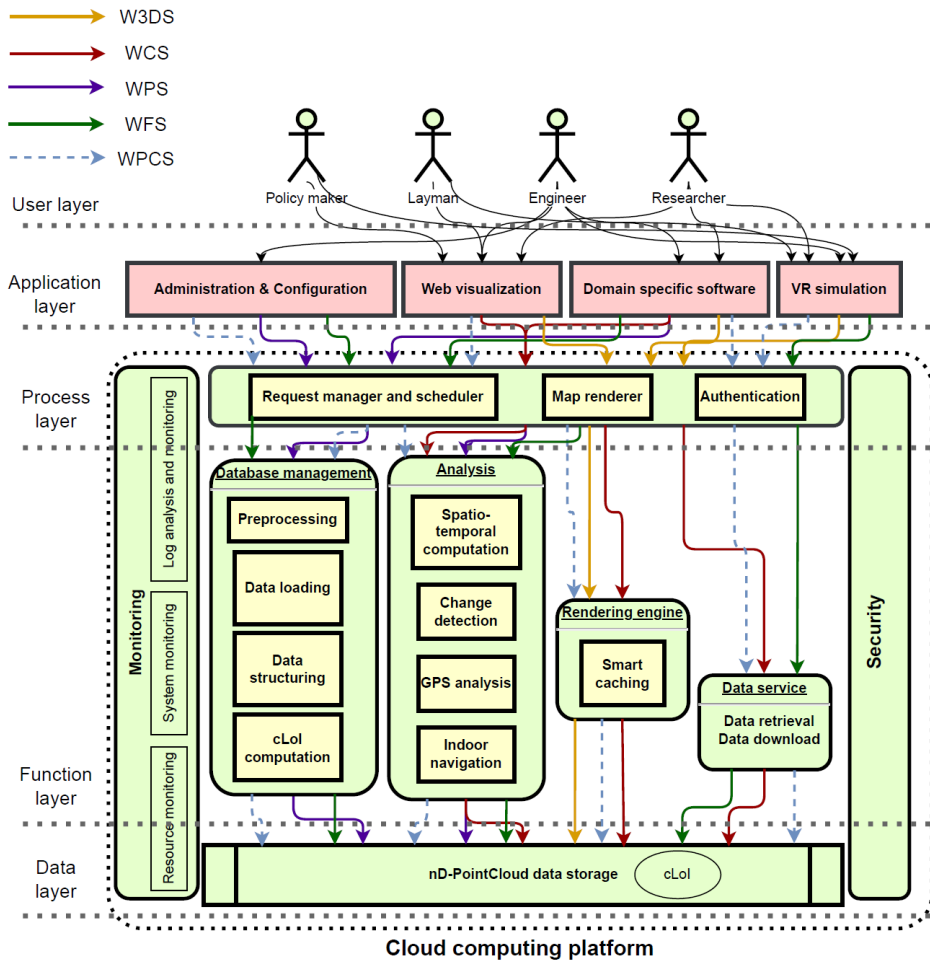 W3DS
WCS
WPS
WFS
WPCS
Policy maker
Layman
Engineer
Researcher
User layer
Application
layer
Administration & Configuration
Web visualization
Domain specific software
VR simulation
Process
layer
Request manager and scheduler
Map renderer
Authentication
Monitoring
Log analysis and monitoring
System monitoring
Resource monitoring
Security
Database management
Preprocessing
Data loading
Data
structuring
cLoI
computation
Analysis
Spatio-
temporal
computation
Change
detection
GPS analysis
Indoor
navigation
Rendering engine
Smart
caching
Data service
Data retrieval
Data download
Function
layer
Data
layer
nD-PointCloud data storage
cLoI
Cloud computing platform